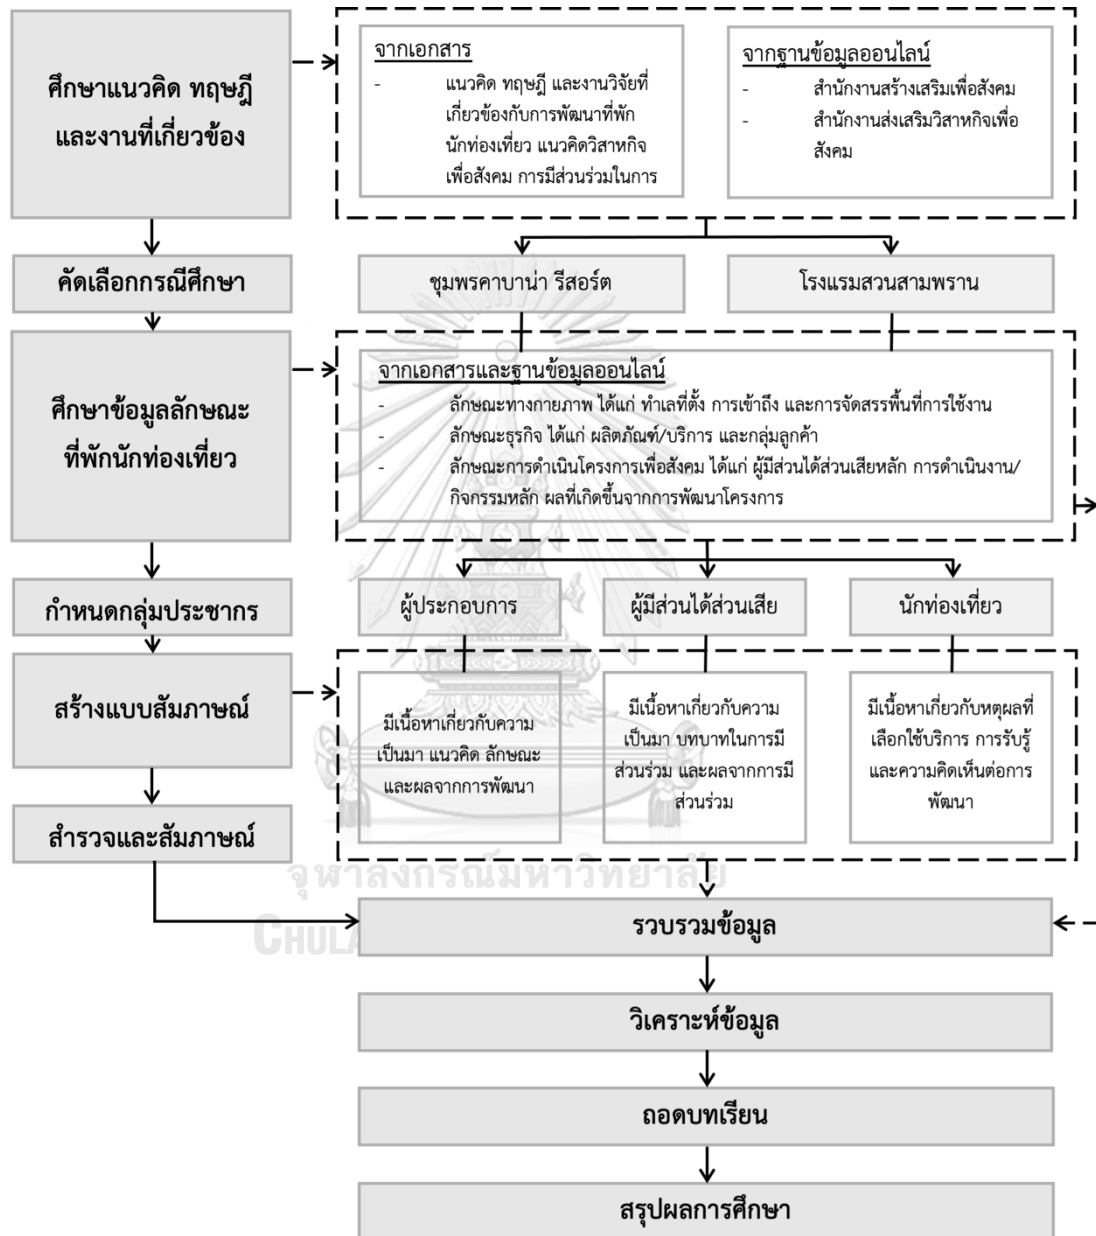 ศึกษาแนวคิด ทฤษฎี
และงานที่เกี่ยวข้อง
จากเอกสาร
- แนวคิด ทฤษฎี และงานวิจัยที่
เกี่ยวข้องกับการพัฒนาที่พัก
นักท่องเที่ยว แนวคิดวิสาหกิจ
เพื่อสังคม การมีส่วนร่วมในการ
จากฐานข้อมูลออนไลน์
- สำนักงานสร้างเสริมเพื่อสังคม
- สำนักงานส่งเสริมวิสาหกิจเพื่อ
สังคม
คัดเลือกกรณีศึกษา
ชุมพรคาบาน่า รีสอร์ต
โรงแรมสวนสามพราน
ศึกษาข้อมูลลักษณะ
ที่พักนักท่องเที่ยว
จากเอกสารและฐานข้อมูลออนไลน์
- ลักษณะทางกายภาพ ได้แก่ ทำเลที่ตั้ง การเข้าถึง และการจัดสรรพื้นที่การใช้งาน
- ลักษณะธุรกิจ ได้แก่ ผลิตภัณฑ์/บริการ และกลุ่มลูกค้า
- ลักษณะการดำเนินโครงการเพื่อสังคม ได้แก่ ผู้มีส่วนได้ส่วนเสียหลัก การดำเนินงาน/
กิจกรรมหลัก ผลที่เกิดขึ้นจากการพัฒนาโครงการ
กำหนดกลุ่มประชากร
ผู้ประกอบการ
ผู้มีส่วนได้ส่วนเสีย
นักท่องเที่ยว
สร้างแบบสัมภาษณ์
มีเนื้อหาเกี่ยวกับความ
เป็นมา แนวคิด ลักษณะ
และผลจากการพัฒนา
มีเนื้อหาเกี่ยวกับความ
เป็นมา บทบาทในการมี
ส่วนร่วม และผลจากการมี
ส่วนร่วม
มีเนื้อหาเกี่ยวกับหตุผลที่
เลือกใช้บริการ การรับรู้
และความคิดเห็นต่อการ
พัฒนา
สำรวจและสัมภาษณ์
จุฬาลงกรณ์มหาวิทยาลัย
รวบรวมข้อมูล
วิเคราะห์ข้อมูล
ถอดบทเรียน
สรุปผลการศึกษา